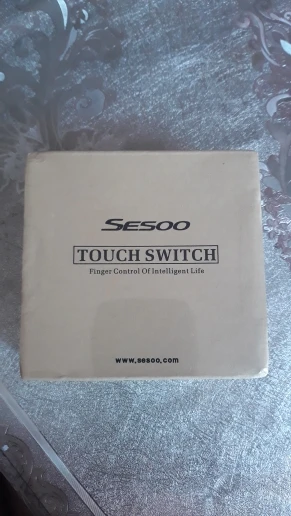 SESOO
TOUCH SWITCH
Finger Control Of Intelligent Life
www.sesoo.com